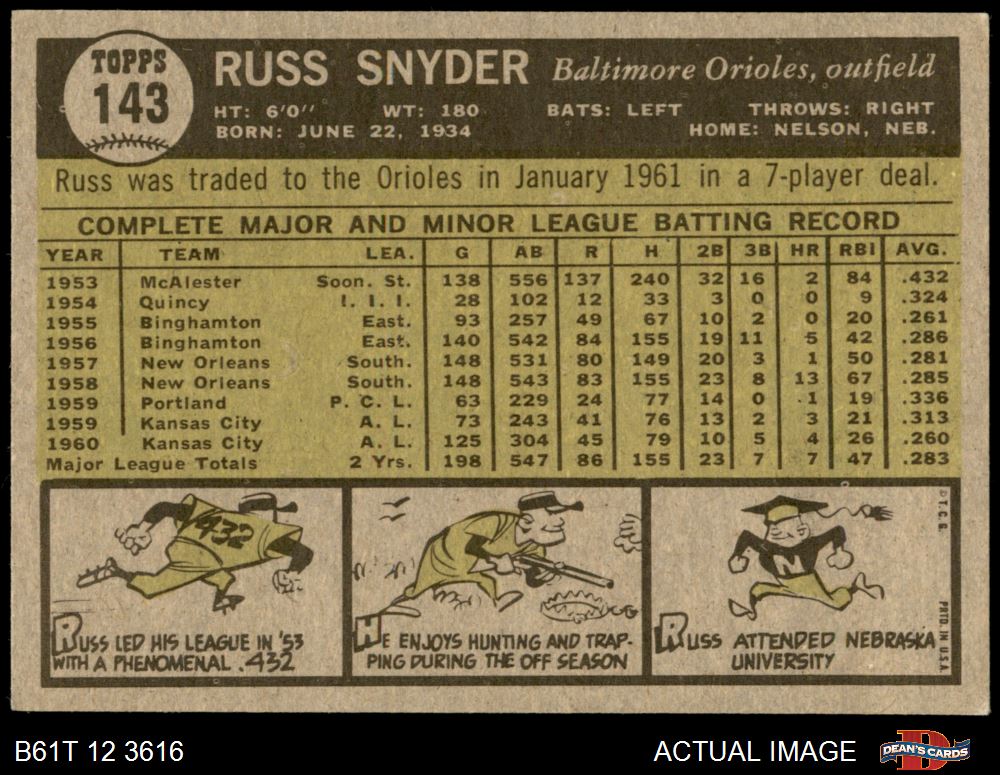 TOPPS
143
RUSS SNYDER Baltimore Orioles, outfield
HT: 6'0" WT: 180 BATS: LEFT THROWS: RIGHT
BORN: JUNE 22, 1934 HOME: NELSON, NEB.
Russ was traded to the Orioles in January 1961 in a 7-player deal.
COMPLETE MAJOR AND MINOR LEAGUE BATTING RECORD
YEAR TEAM LEA. G AB R H 2B 3B HR RBI AVG.
1953 McAlester Soon. St. 138 556 137 240 32 16 2 84 .432
1954 Quincy I. I. I. 28 102 12 33 3 0 0 9 .324
1955 Binghamton East. 93 257 49 67 10 2 0 20 .261
1956 Binghamton East. 140 542 84 155 19 11 5 42 .286
1957 New Orleans South. 148 531 80 149 20 3 1 50 .281
1958 New Orleans South. 148 543 83 155 23 8 13 67 .285
1959 Portland P. C. L. 63 229 24 77 14 0 1 19 .336
1959 Kansas City A. L. 73 243 41 76 13 2 3 21 .313
1960 Kansas City A. L. 125 304 45 79 10 5 4 26 .260
Major League Totals 2 Yrs. 198 547 86 155 23 7 7 47 .283
432
RUSS LED HIS LEAGUE IN '53
WITH A PHENOMENAL .432
HE ENJOYS HUNTING AND TRAP-
PING DURING THE OFF SEASON
N
RUSS ATTENDED NEBRASKA
UNIVERSITY
© T. C. G.
PRTD. IN U.S.A.
B61T 12 3616
ACTUAL IMAGE
D
DEAN'S CARDS